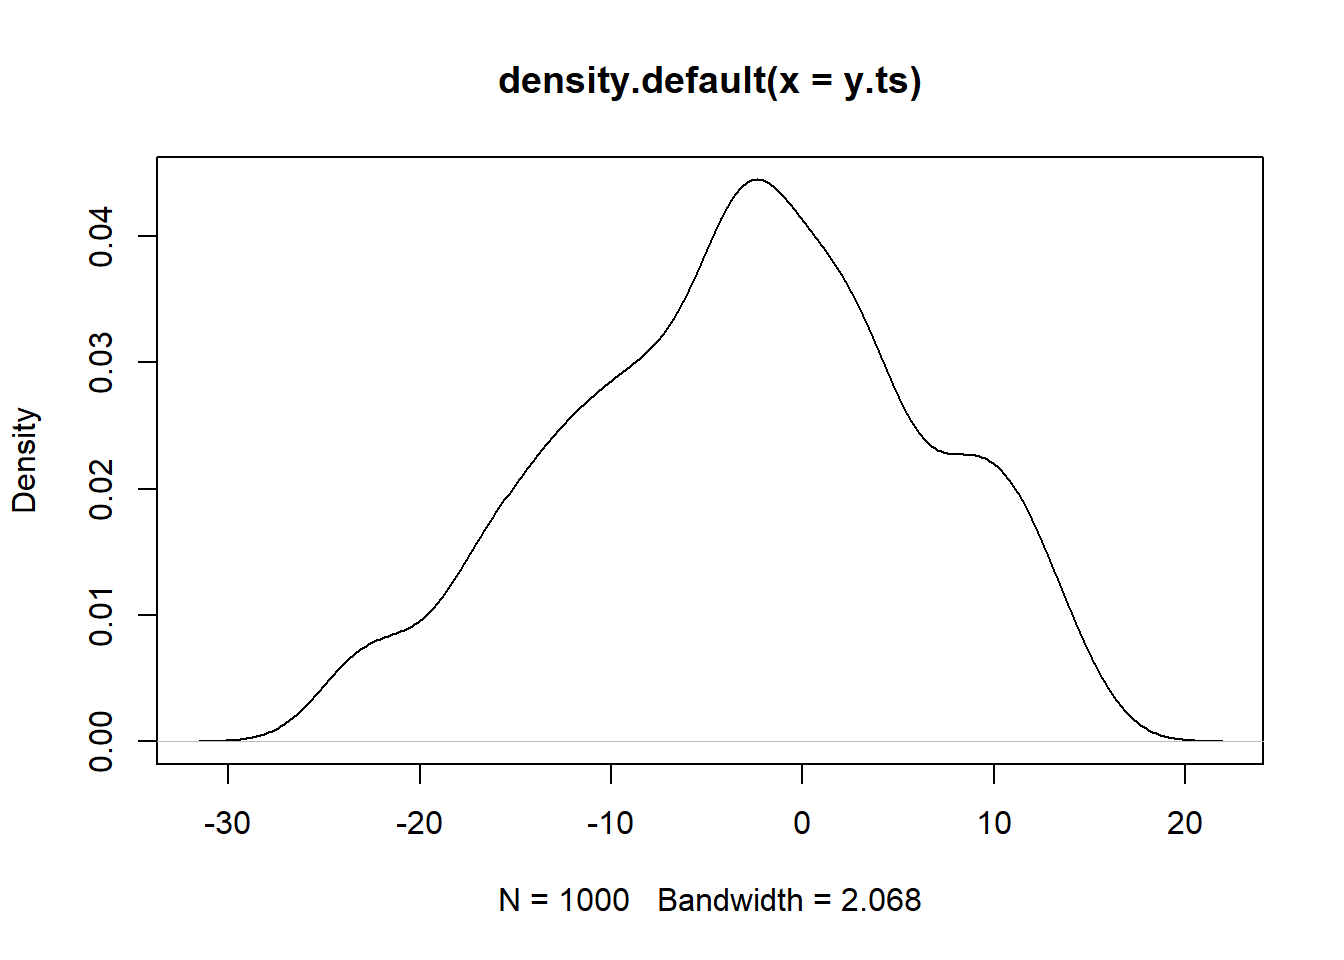 density.default(x = y.ts)
Density
0.04
0.03
0.02
0.01
0.00
-30 -20 -10 0 10 20
N = 1000 Bandwidth = 2.068